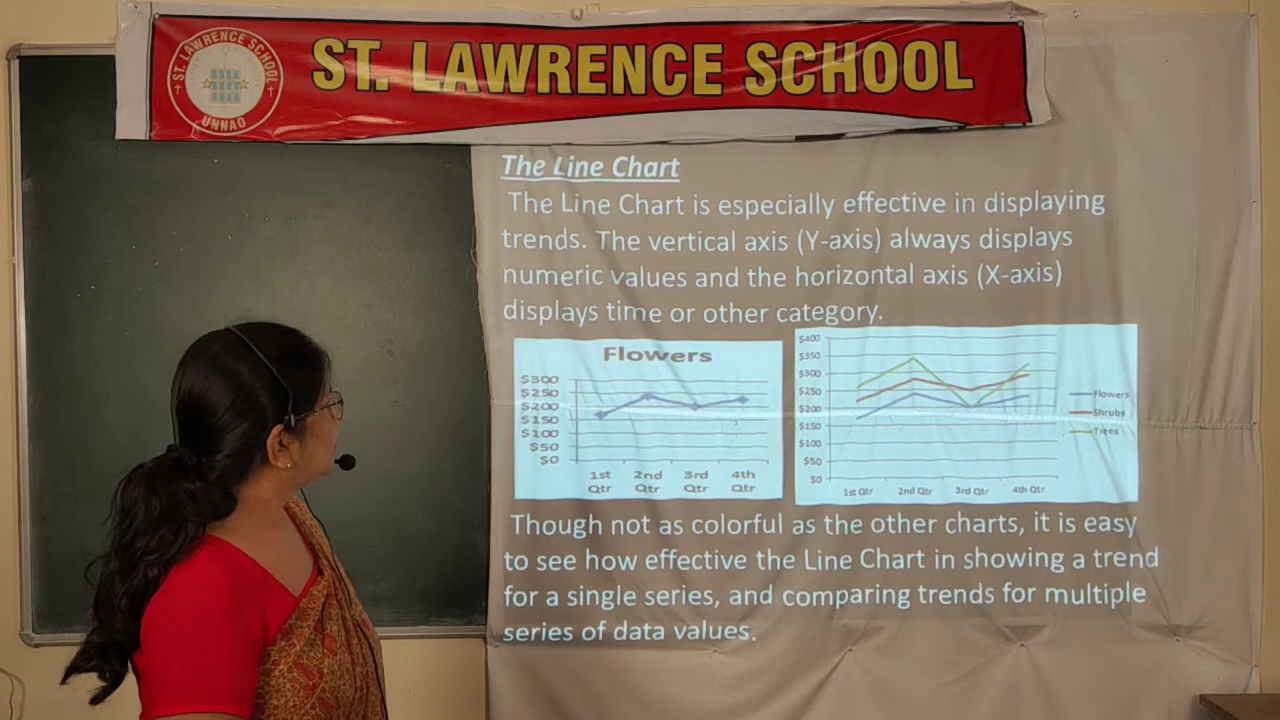 ST. LAWRENCE SCHOOL
ST. LAWRENCE SCHOOL
UNNAO
The Line Chart
The Line Chart is especially effective in displaying
trends. The vertical axis (Y-axis) always displays
numeric values and the horizontal axis (X-axis)
displays time or other category.
Flowers
$300
$250
$200
$150
$100
$50
$0
1st Qtr
2nd Qtr
3rd Qtr
4th Qtr
$400
$350
$300
$250
$200
$150
$100
$50
$0
1st Qtr 2nd Qtr 3rd Qtr 4th Qtr
Flowers
Shrubs
Trees
Though not as colorful as the other charts, it is easy
to see how effective the Line Chart in showing a trend
for a single series, and comparing trends for multiple
series of data values.